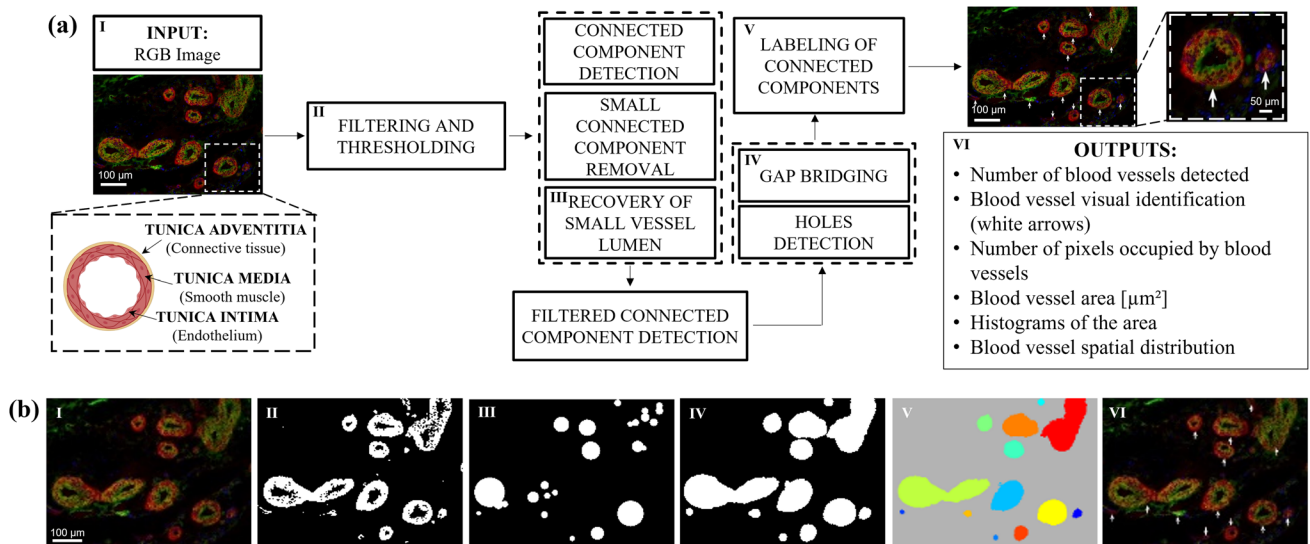 (a)
I
INPUT:
RGB Image
100 µm
TUNICA ADVENTITIA
(Connective tissue)
TUNICA MEDIA
(Smooth muscle)
TUNICA INTIMA
(Endothelium)
II
FILTERING AND
THRESHOLDING
CONNECTED
COMPONENT
DETECTION
SMALL
CONNECTED
COMPONENT
REMOVAL
III
RECOVERY OF
SMALL VESSEL
LUMEN
FILTERED CONNECTED
COMPONENT DETECTION
IV
GAP BRIDGING
HOLES
DETECTION
V
LABELING OF
CONNECTED
COMPONENTS
100 µm
50 µm
VI
OUTPUTS:
• Number of blood vessels detected
• Blood vessel visual identification
(white arrows)
• Number of pixels occupied by blood
vessels
• Blood vessel area [µm²]
• Histograms of the area
• Blood vessel spatial distribution
(b)
I
100 µm
II
III
IV
V
VI
100 µm